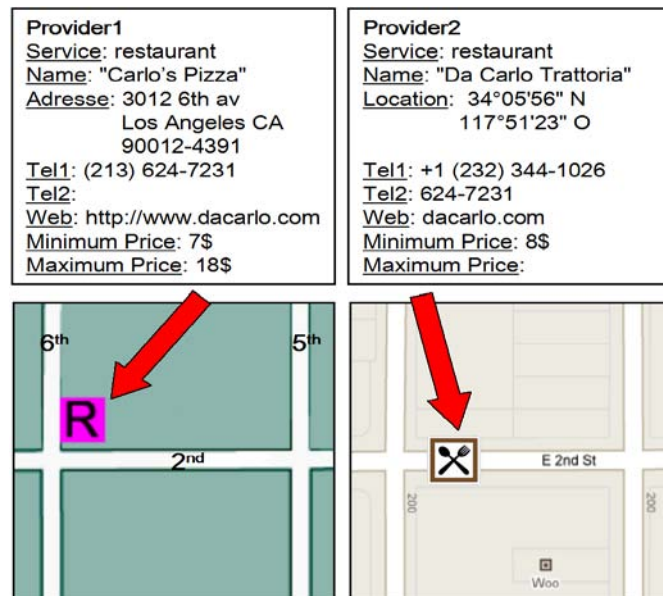 Provider1
Service: restaurant
Name: "Carlo's Pizza"
Adresse: 3012 6th av
Los Angeles CA
90012-4391
Tel1: (213) 624-7231
Tel2:
Web: http://www.dacarlo.com
Minimum Price: 7$
Maximum Price: 18$
Provider2
Service: restaurant
Name: "Da Carlo Trattoria"
Location: 34°05'56" N
117°51'23" O
Tel1: +1 (232) 344-1026
Tel2: 624-7231
Web: dacarlo.com
Minimum Price: 8$
Maximum Price:
6th
5th
R
2nd
E 2nd St
200
200
Woo